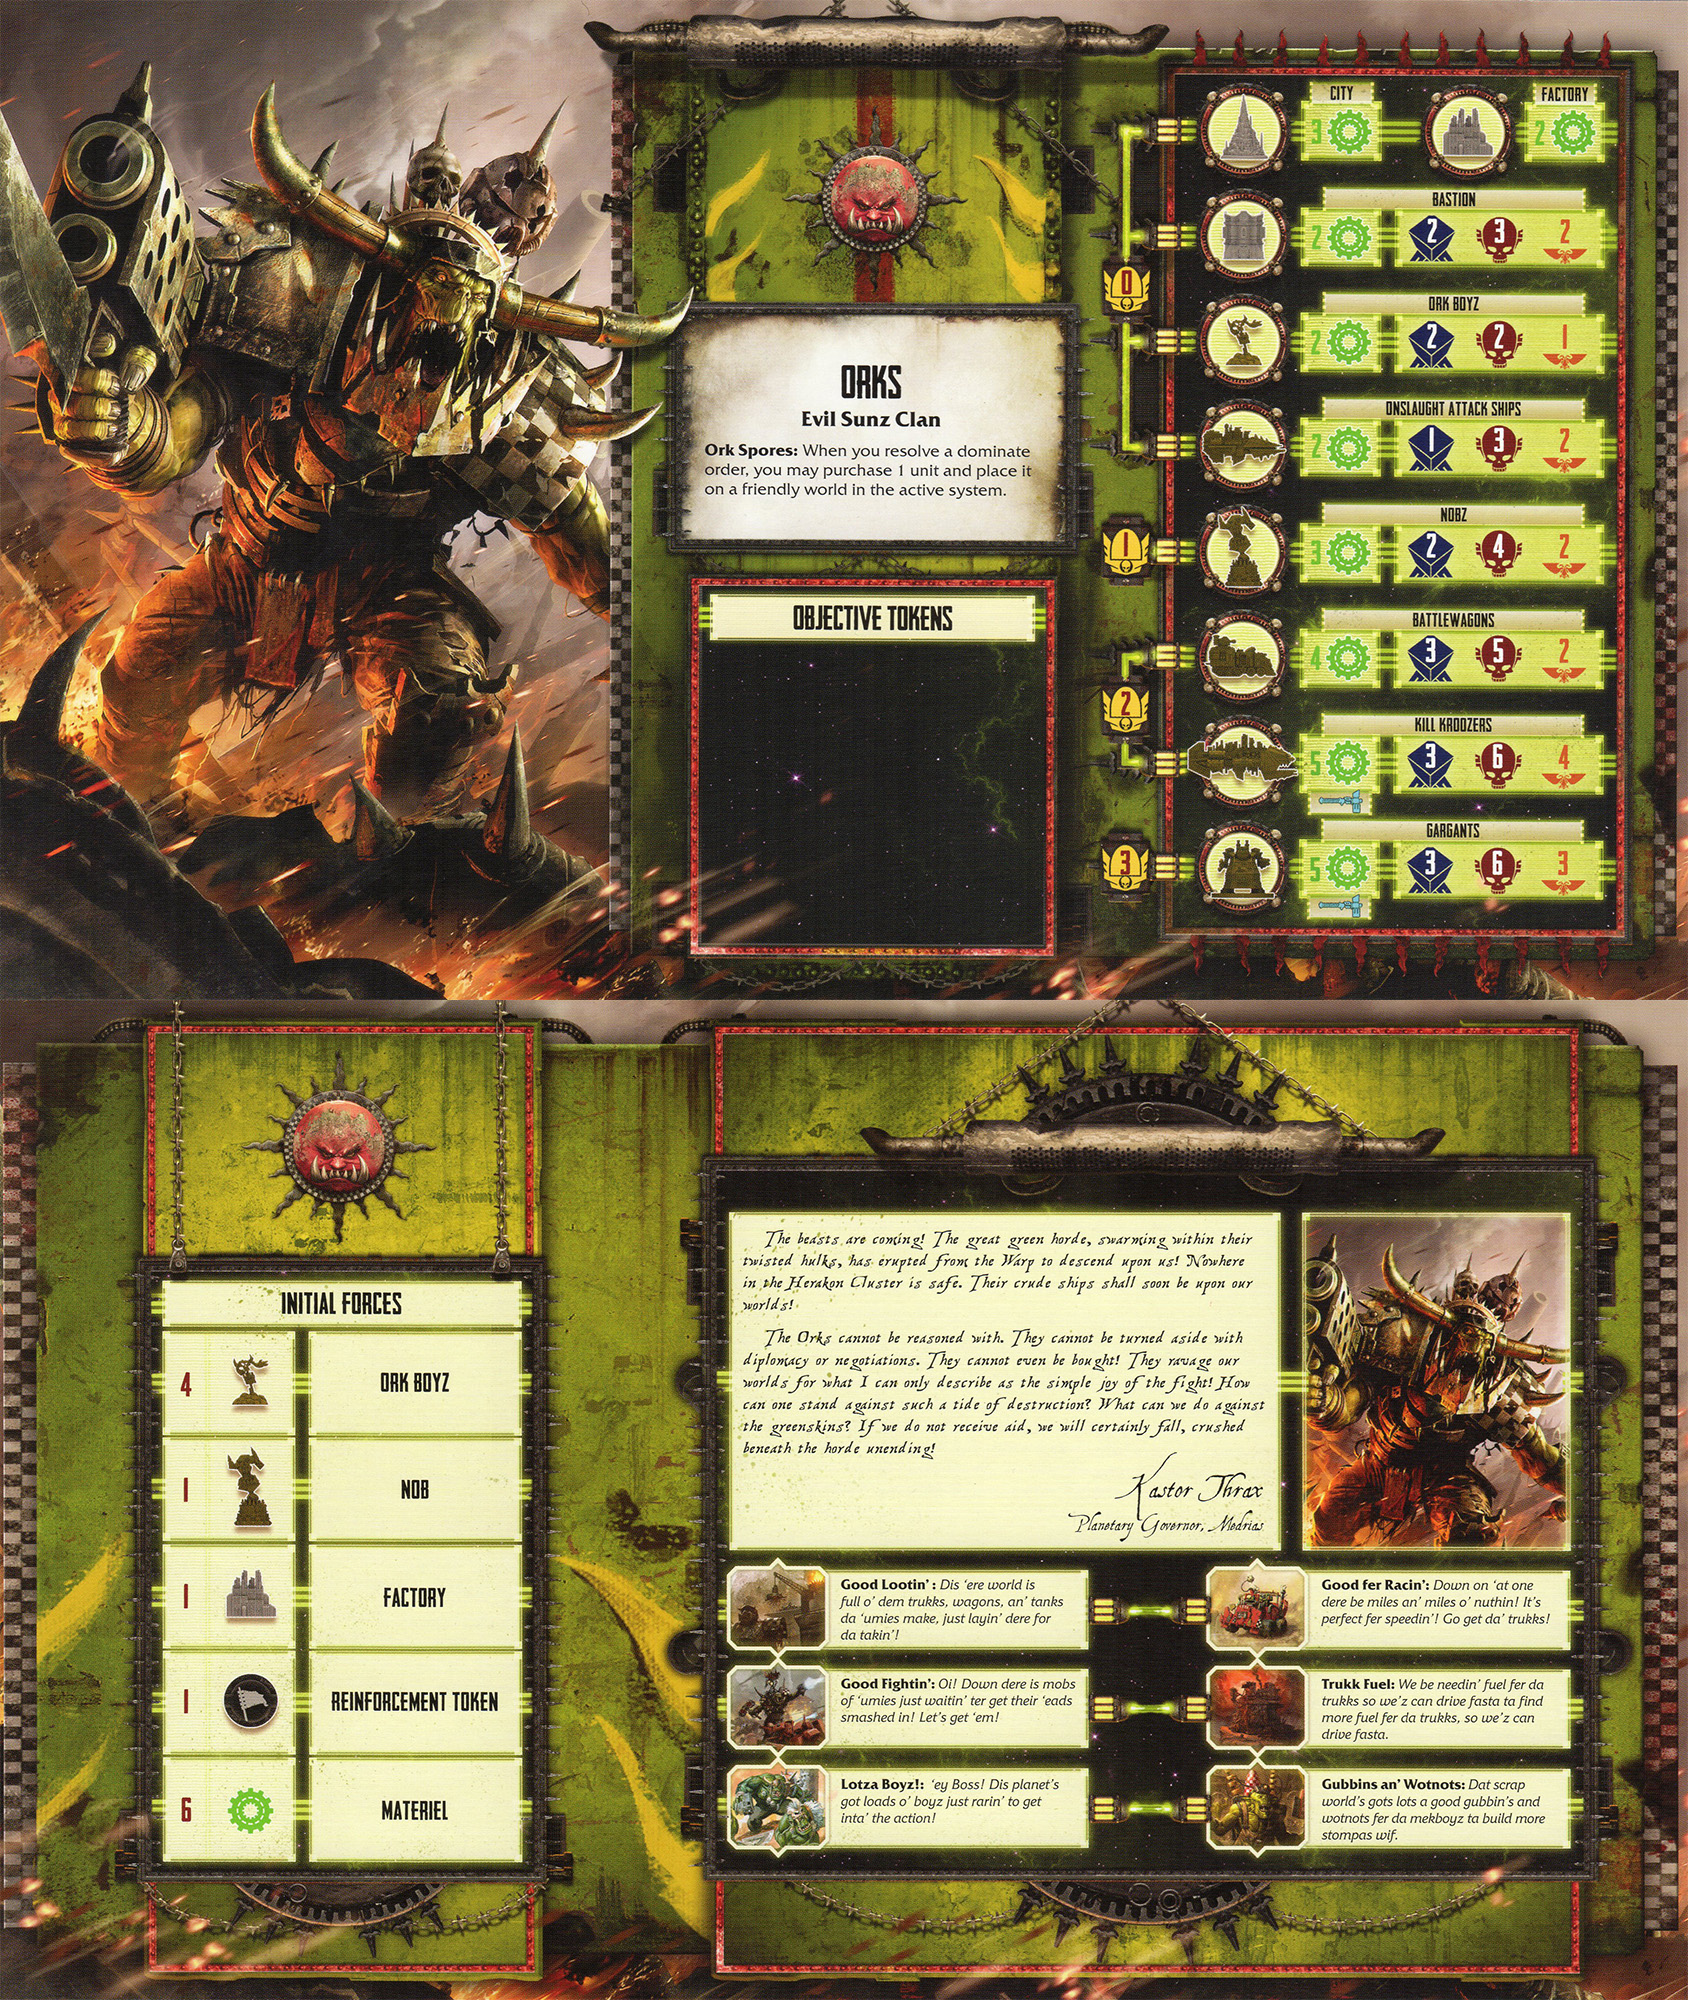 ORKS
Evil Sunz Clan
Ork Spores: When you resolve a dominate
order, you may purchase 1 unit and place it
on a friendly world in the active system.
OBJECTIVE TOKENS
0
1
2
3
CITY
3
FACTORY
2
BASTION
2 2 3 2
ORK BOYZ
2 2 2 1
ONSLAUGHT ATTACK SHIPS
2 1 3 2
NOBZ
3 2 4 2
BATTLEWAGONS
4 3 5 2
KILL KROOZERS
5 3 6 4
GARGANTS
5 3 6 3
INITIAL FORCES
4 ORK BOYZ
1 NOB
1 FACTORY
1 REINFORCEMENT TOKEN
6 MATERIEL
The beasts are coming! The great green horde, swarming within their
twisted hulks, has erupted from the Warp to descend upon us! Nowhere
in the Herakon Cluster is safe. Their crude ships shall soon be upon our
worlds!
The Orks cannot be reasoned with. They cannot be turned aside with
diplomacy or negotiations. They cannot even be bought! They ravage our
worlds for what I can only describe as the simple joy of the fight! How
can one stand against such a tide of destruction? What can we do against
the greenskins? If we do not receive aid, we will certainly fall, crushed
beneath the horde unending!
Kastor Thrax
Planetary Governor, Medrias
Good Lootin' : Dis 'ere world is
full o' dem trukks, wagons, an' tanks
da 'umies make, just layin' dere for
da takin'!
Good fer Racin': Down on 'at one
dere be miles an' miles o' nuthin! It's
perfect fer speedin'! Go get da' trukks!
Good Fightin': Oi! Down dere is mobs
of 'umies just waitin' ter get their 'eads
smashed in! Let's get 'em!
Trukk Fuel: We be needin' fuel fer da
trukks so we'z can drive fasta ta find
more fuel fer da trukks, so we'z can
drive fasta.
Lotza Boyz!: 'ey Boss! Dis planet's
got loads o' boyz just rarin' to get
inta' the action!
Gubbins an' Wotnots: Dat scrap
world's gots lots a good gubbin's and
wotnots fer da mekboyz ta build more
stompas wif.